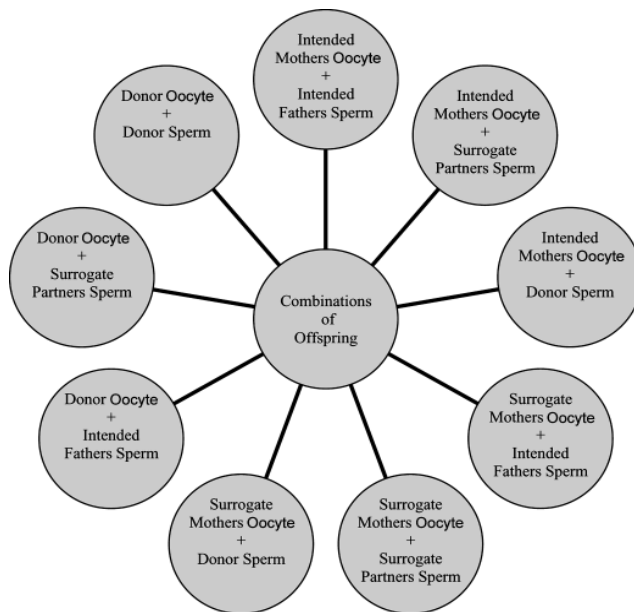 Intended
Mothers Oocyte
+
Intended
Fathers Sperm
Intended
Mothers Oocyte
+
Surrogate
Partners Sperm
Intended
Mothers Oocyte
+
Donor Sperm
Surrogate
Mothers Oocyte
+
Intended
Fathers Sperm
Surrogate
Mothers Oocyte
+
Surrogate
Partners Sperm
Surrogate
Mothers Oocyte
+
Donor Sperm
Donor Oocyte
+
Intended
Fathers Sperm
Donor Oocyte
+
Surrogate
Partners Sperm
Donor Oocyte
+
Donor Sperm
Combinations
of
Offspring